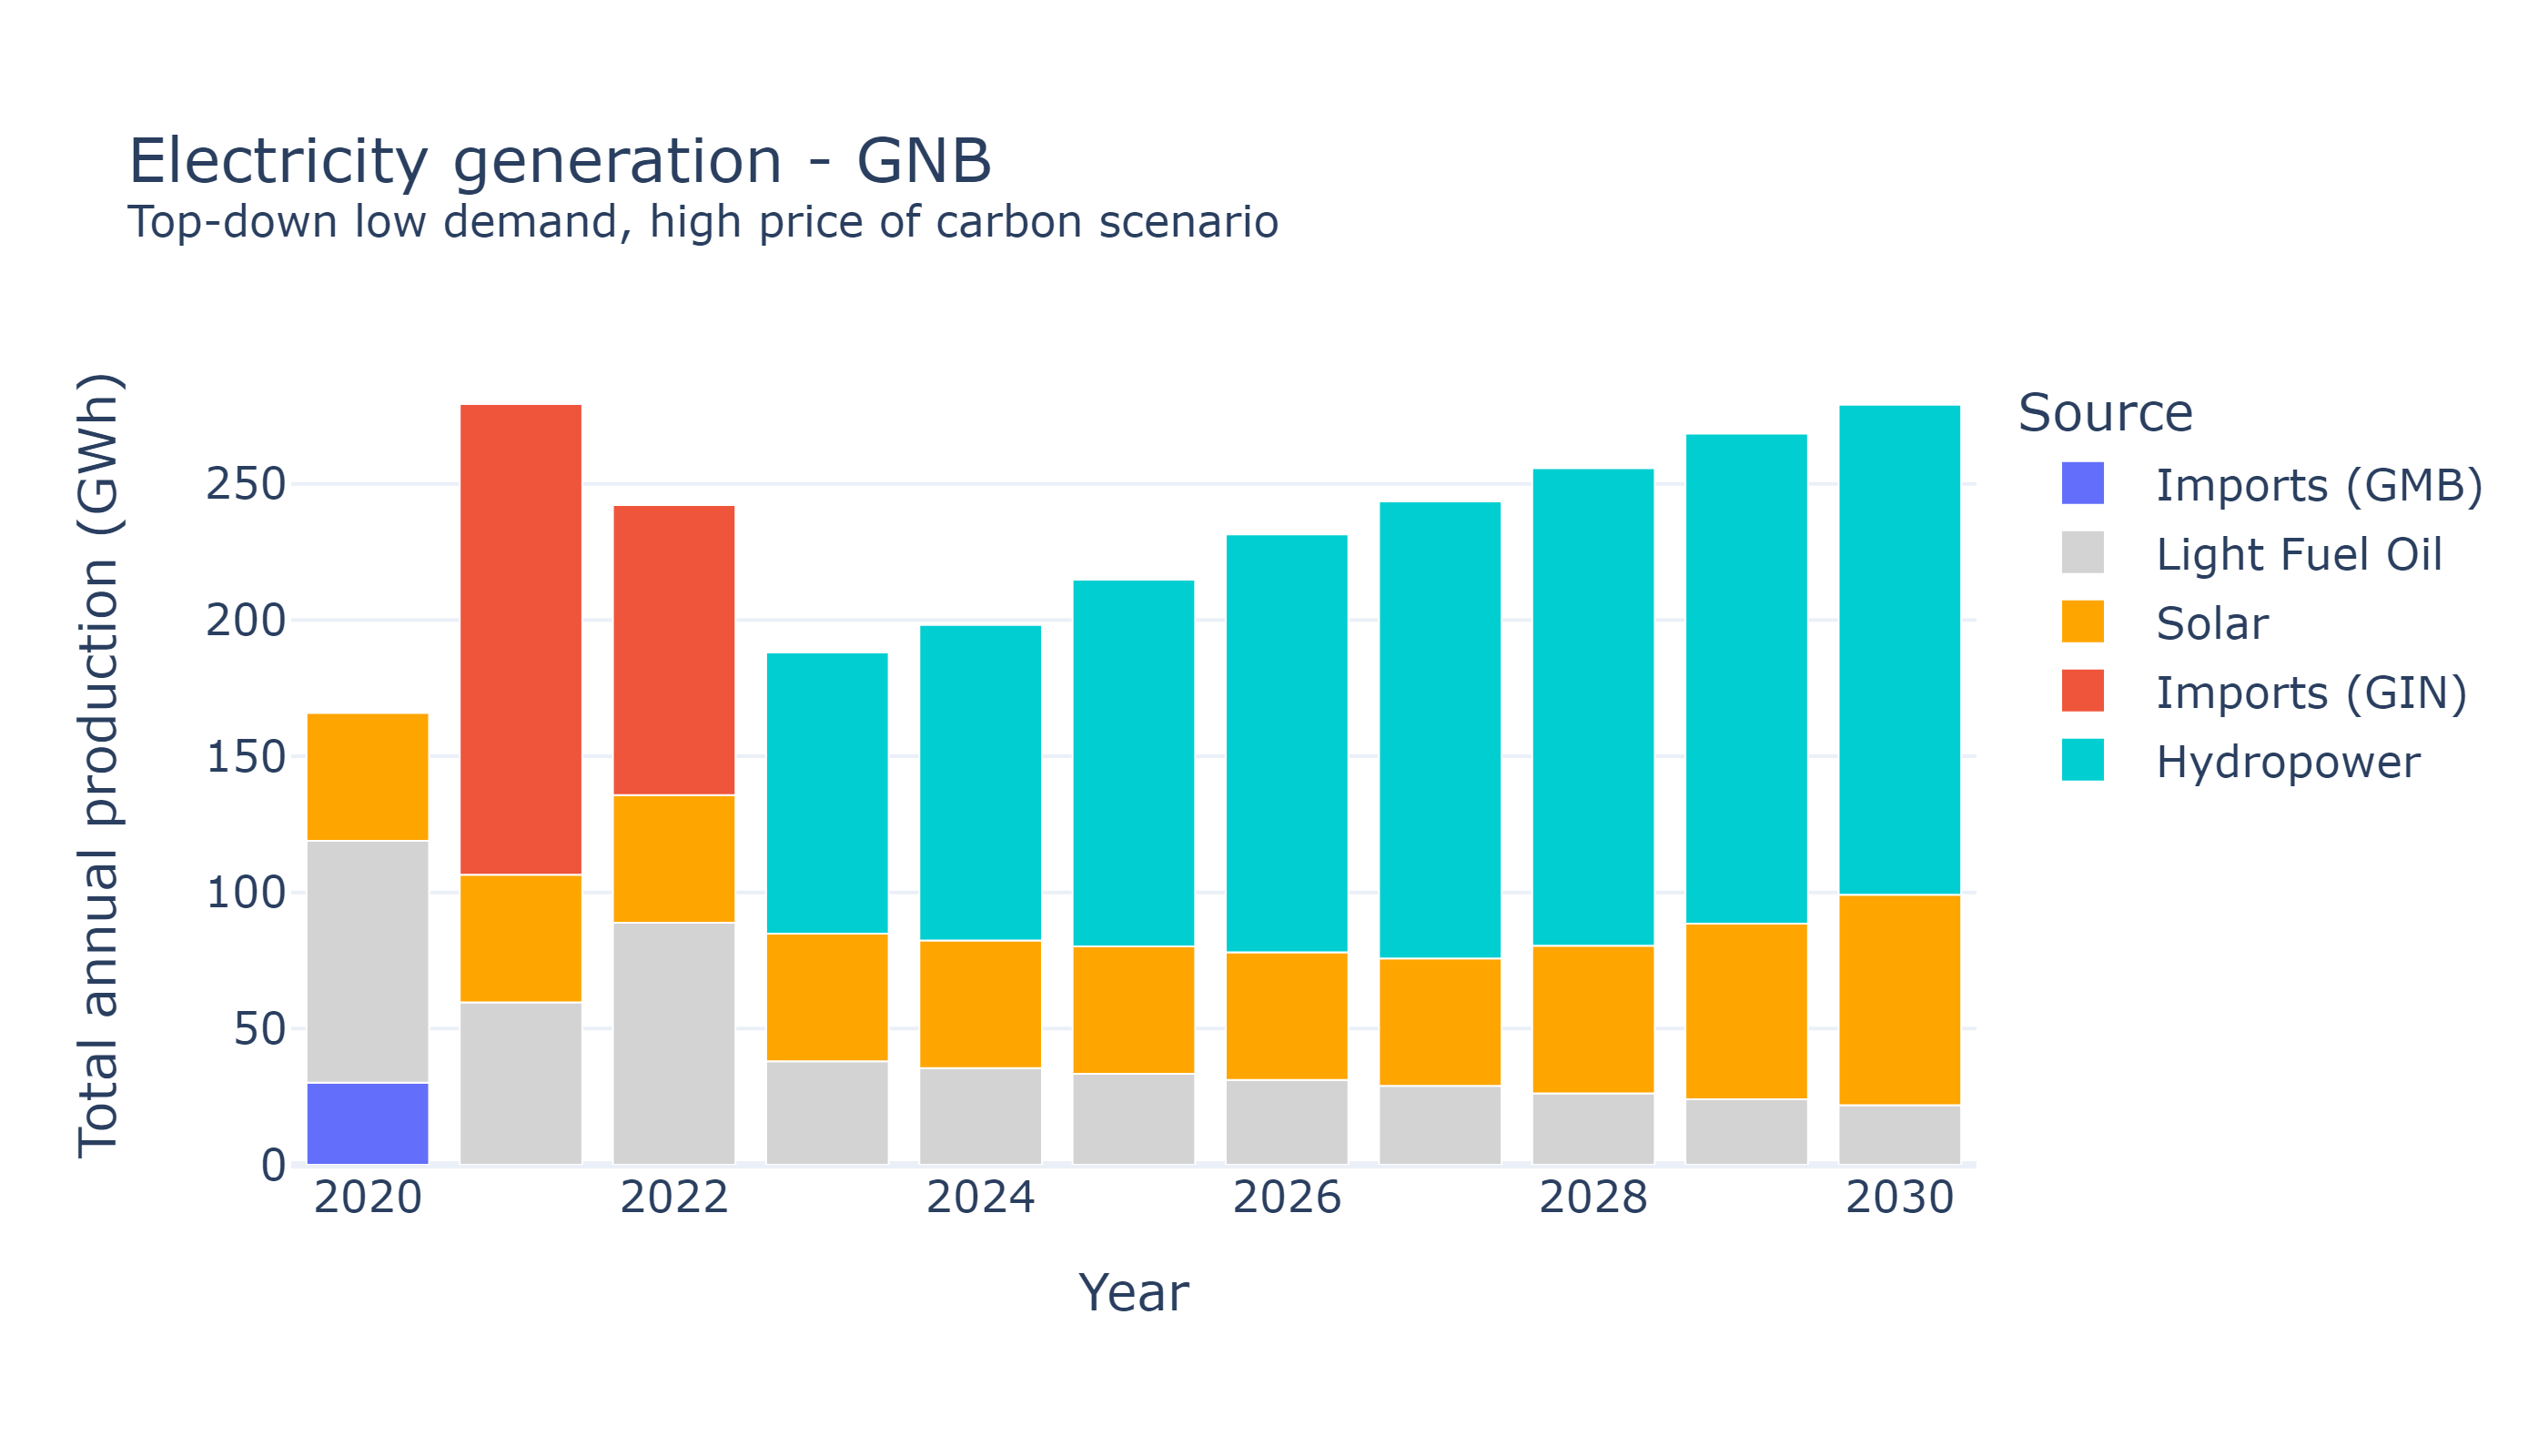 Electricity generation - GNB
Top-down low demand, high price of carbon scenario
Total annual production (GWh)
250
200
150
100
50
0
2020
2022
2024
2026
2028
2030
Year
Source
Imports (GMB)
Light Fuel Oil
Solar
Imports (GIN)
Hydropower